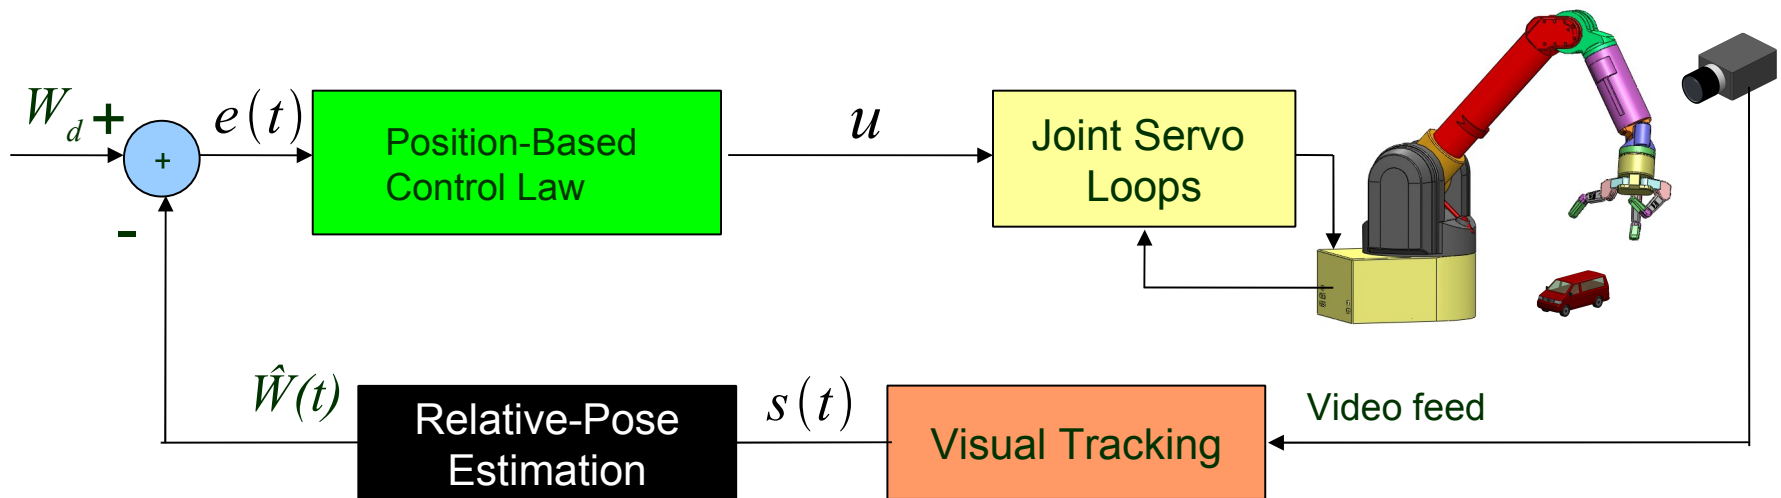 W_d
+
+
-
e(t)
Position-Based
Control Law
u
Joint Servo
Loops
Ŵ(t)
Relative-Pose
Estimation
s(t)
Visual Tracking
Video feed